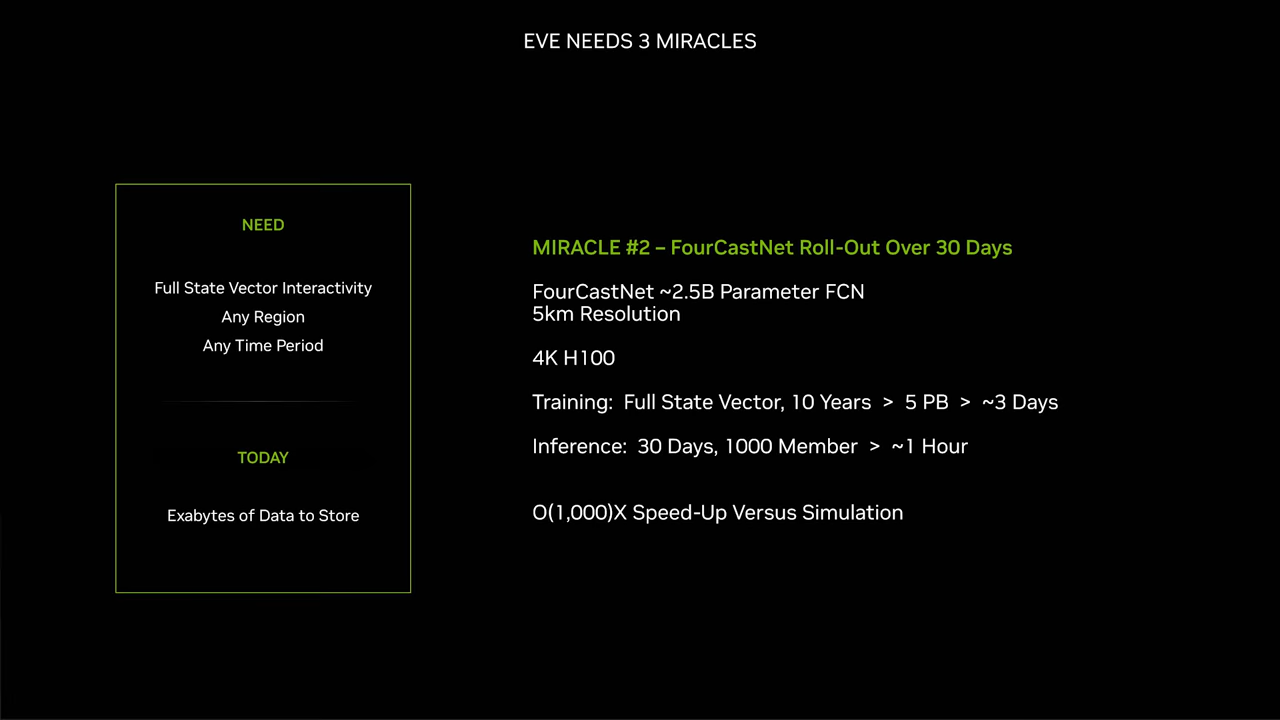 EVE NEEDS 3 MIRACLES
NEED
Full State Vector Interactivity
Any Region
Any Time Period
TODAY
Exabytes of Data to Store
MIRACLE #2 – FourCastNet Roll-Out Over 30 Days
FourCastNet ~2.5B Parameter FCN
5km Resolution
4K H100
Training: Full State Vector, 10 Years > 5 PB > ~3 Days
Inference: 30 Days, 1000 Member > ~1 Hour
O(1,000)X Speed-Up Versus Simulation